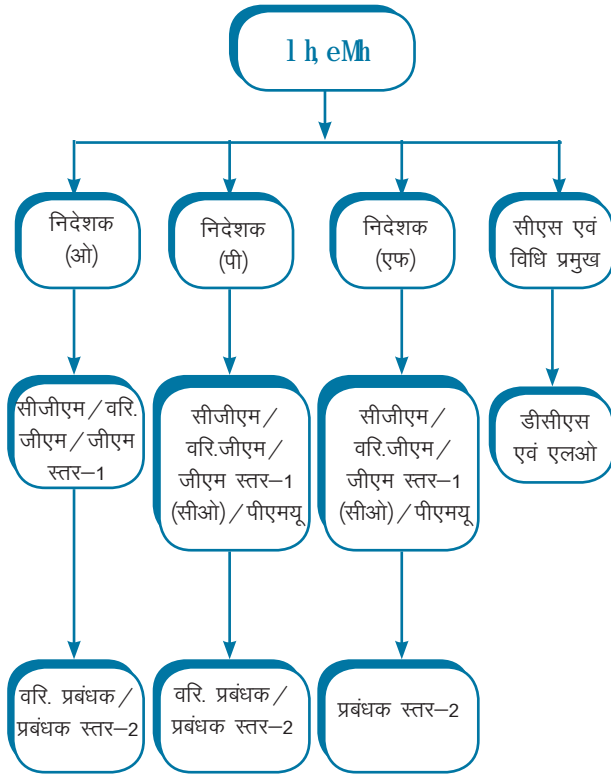 lh,eMh
निदेशक
(ओ)
निदेशक
(पी)
निदेशक
(एफ)
सीएस एवं
विधि प्रमुख
सीजीएम / वरि.
जीएम / जीएम
स्तर–1
सीजीएम /
वरि.जीएम /
जीएम स्तर–1
(सीओ) / पीएमयू
सीजीएम /
वरि.जीएम /
जीएम स्तर–1
(सीओ) / पीएमयू
डीसीएस
एवं एलओ
वरि. प्रबंधक /
प्रबंधक स्तर–2
वरि. प्रबंधक /
प्रबंधक स्तर–2
प्रबंधक स्तर–2